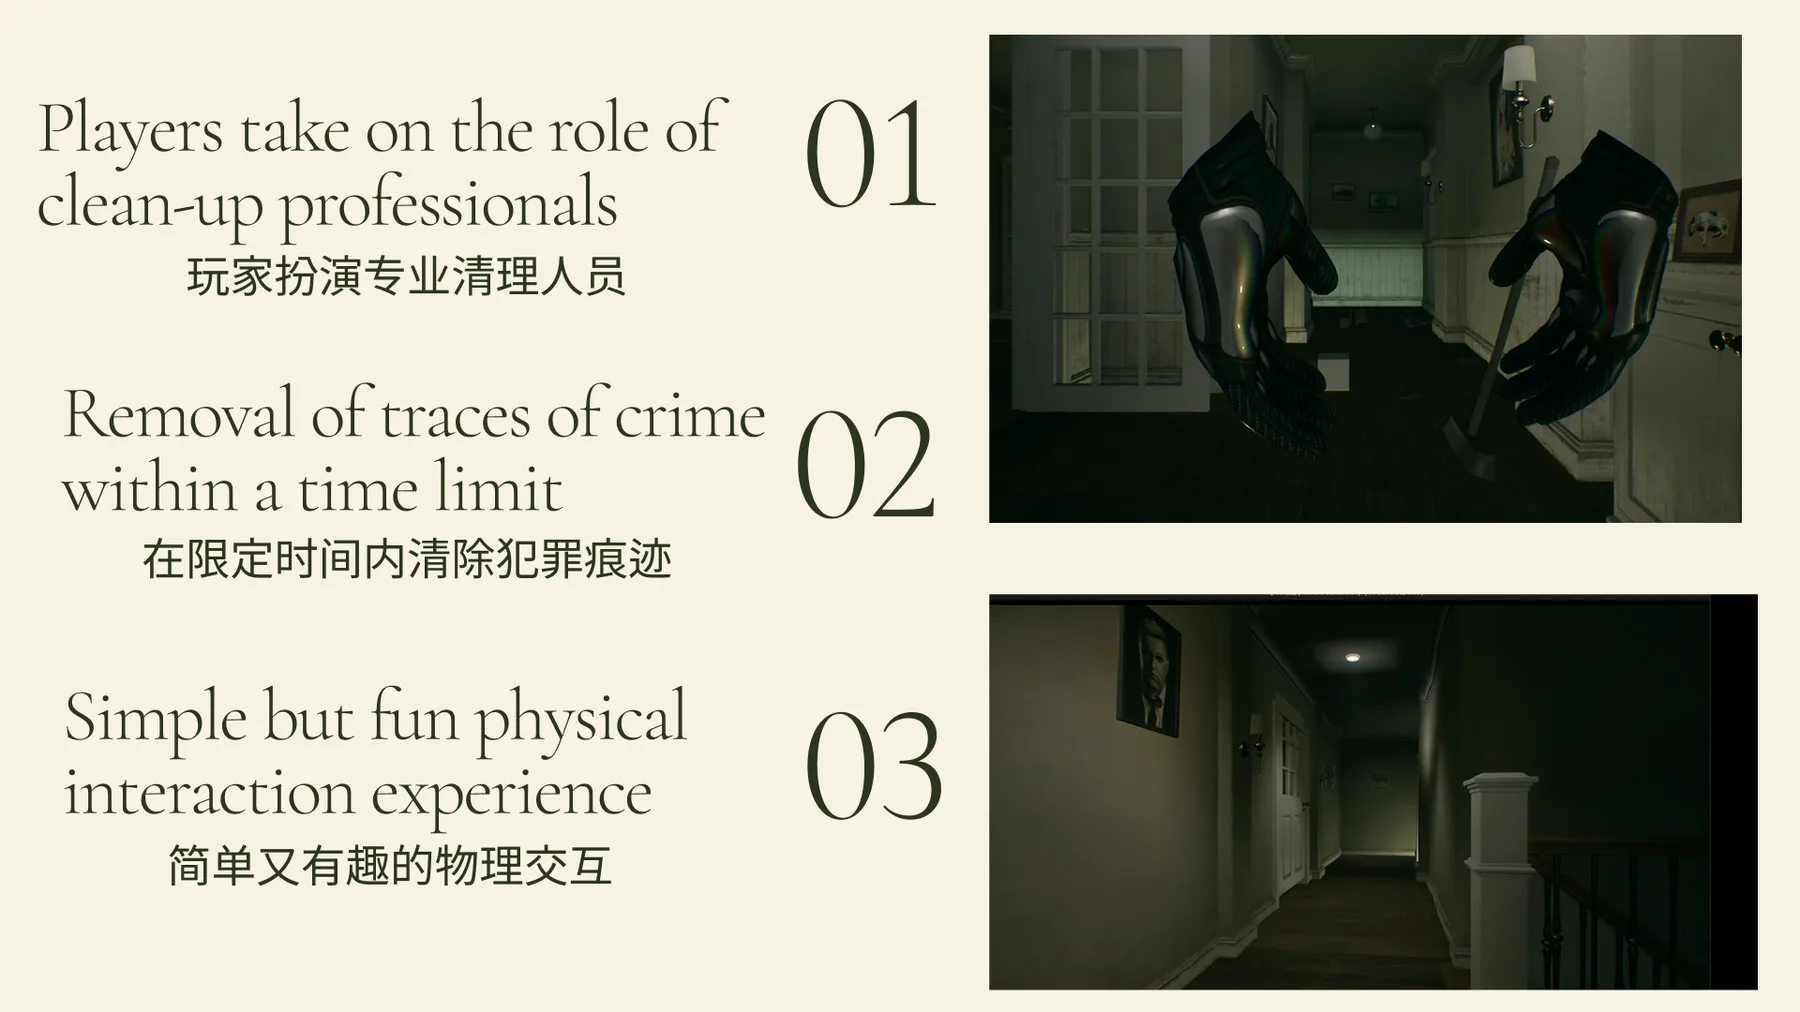 Players take on the role of
clean-up professionals
玩家扮演专业清理人员
01
Removal of traces of crime
within a time limit
在限定时间内清除犯罪痕迹
02
Simple but fun physical
interaction experience
简单又有趣的物理交互
03